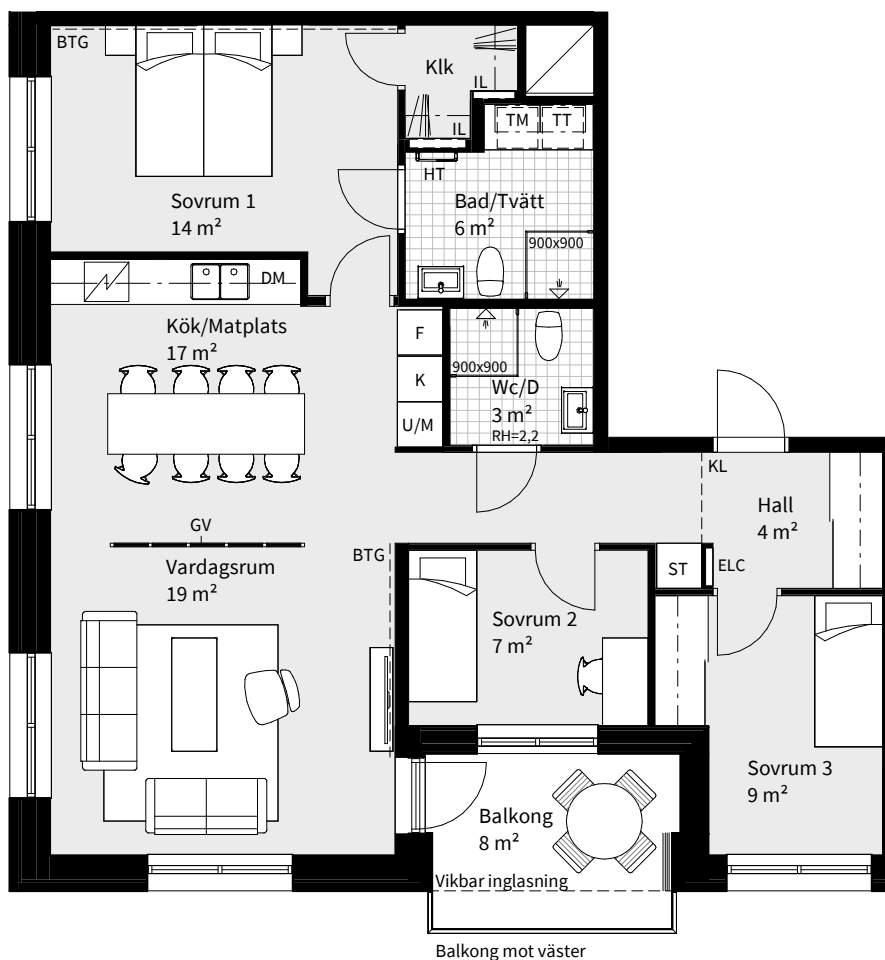 BTG
Klk
IL
IL
TM
TT
HT
Sovrum 1
14 m²
Bad/Tvätt
6 m²
900x900
DM
Kök/Matplats
17 m²
F
K
U/M
900x900
Wc/D
3 m²
RH=2,2
KL
Hall
4 m²
GV
Vardagsrum
19 m²
BTG
ST
ELC
Sovrum 2
7 m²
Sovrum 3
9 m²
Balkong
8 m²
Vikbar inglasning
Balkong mot väster